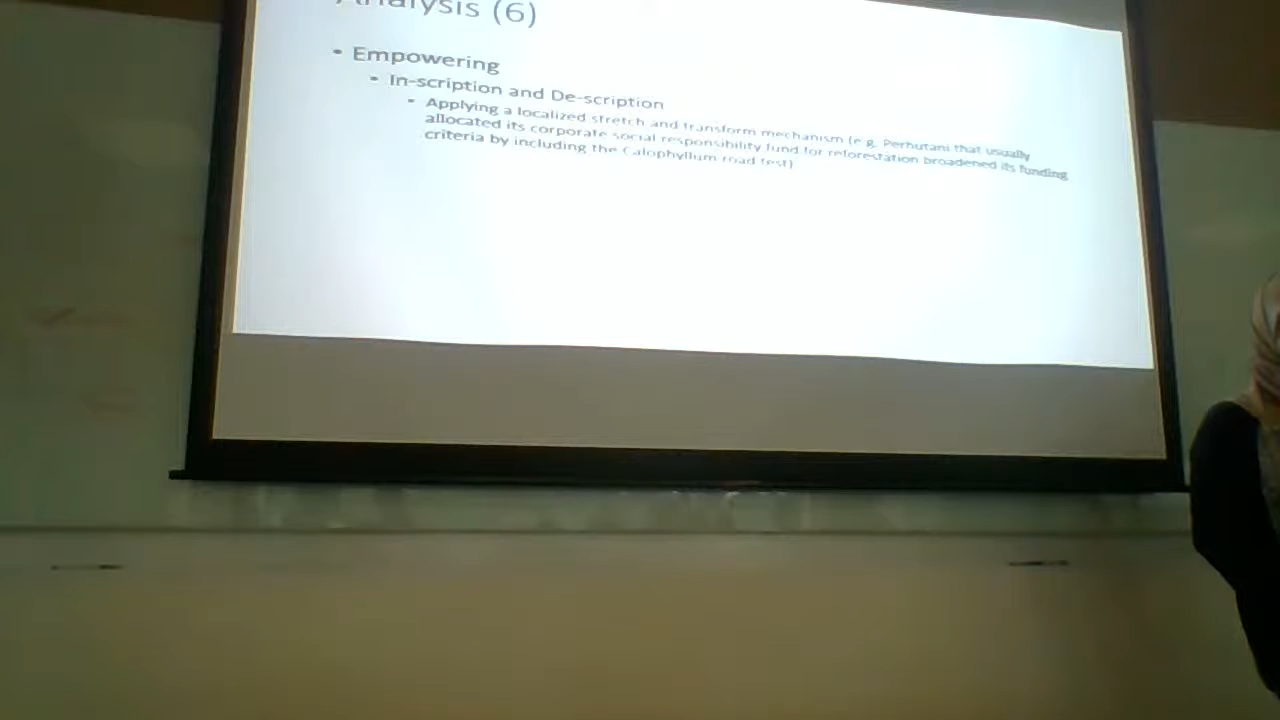 Analysis (6)
• Empowering
• In-scription and De-scription
• Applying a localized stretch and transform mechanism (e.g. Perhutani that usually
allocated its corporate social responsibility fund for reforestation broadened its funding
criteria by including the Calophyllum road test)